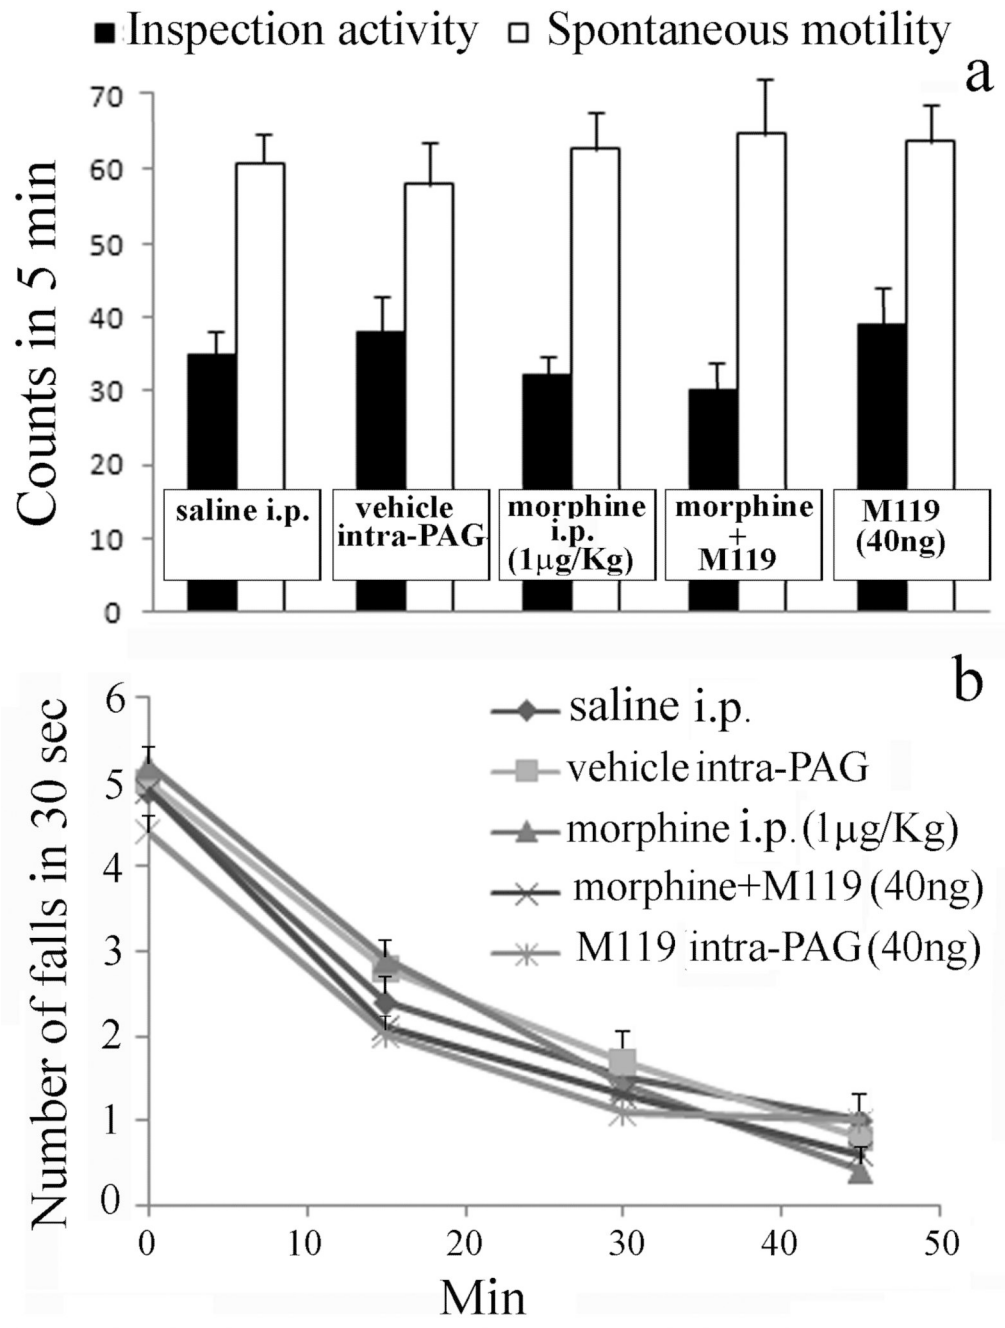 Inspection activity Spontaneous motility
a
Counts in 5 min
70
60
50
40
30
20
10
0
saline i.p.
vehicle
intra-PAG
morphine
i.p.
(1μg/Kg)
morphine
+
M119
M119
(40ng)
b
Number of falls in 30 sec
6
5
4
3
2
1
0
saline i.p.
vehicle intra-PAG
morphine i.p. (1μg/Kg)
morphine+M119 (40ng)
M119 intra-PAG (40ng)
0 10 20 30 40 50
Min